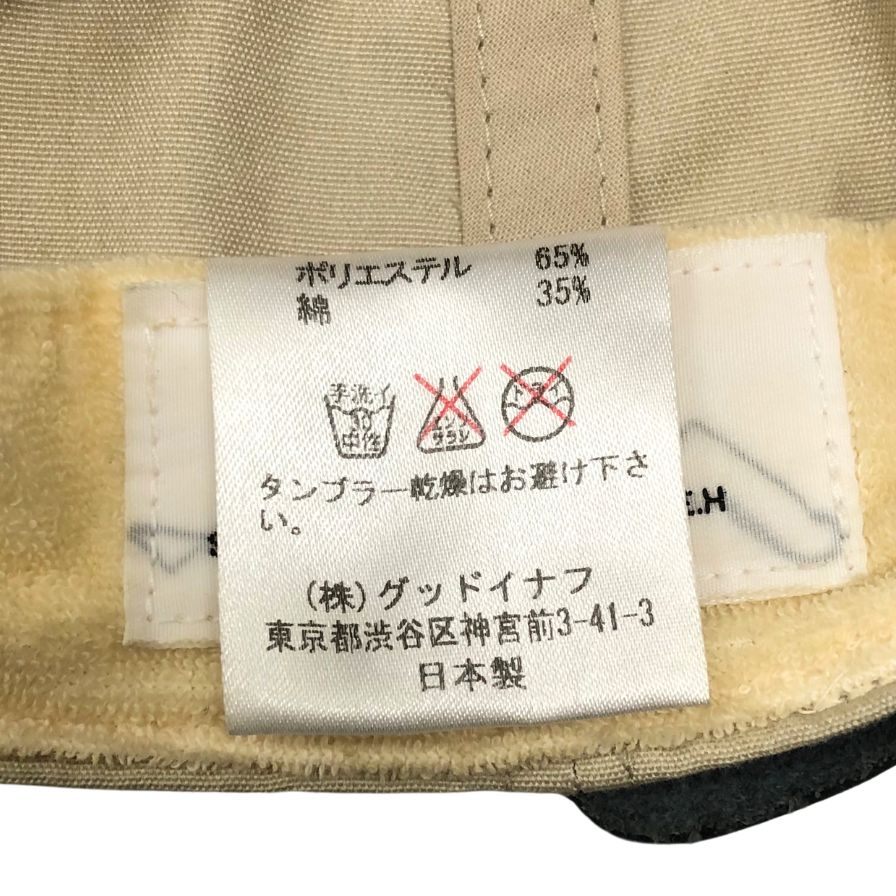 ポリエステル 65%
綿 35%
手洗イ
30
中性
エンソ
サラシ
ドライ
タンブラー乾燥はお避け下さ
い。
(株)グッドイナフ
東京都渋谷区神宮前3-41-3
日本製
S
E.H